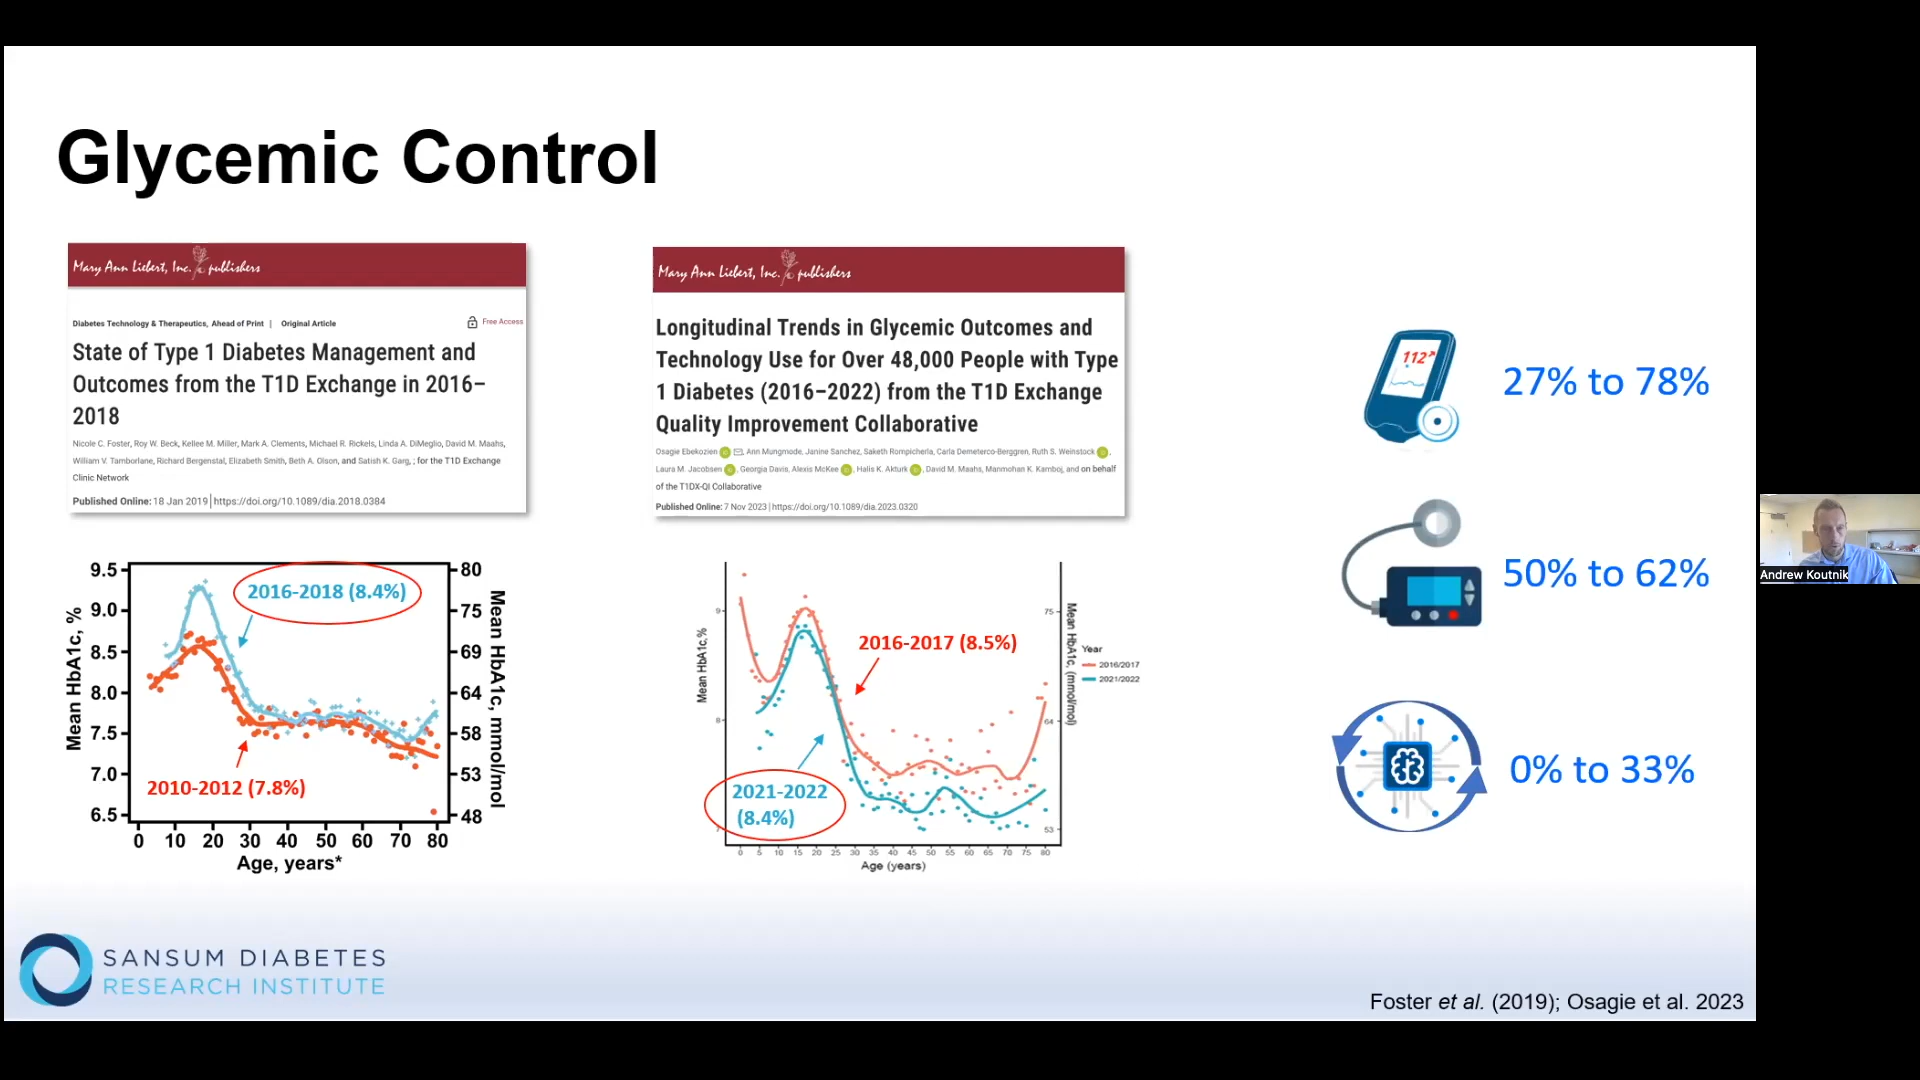 Glycemic Control
Mary Ann Liebert, Inc. publishers
Diabetes Technology & Therapeutics, Ahead of Print | Original Article
Free Access
State of Type 1 Diabetes Management and
Outcomes from the T1D Exchange in 2016–
2018
Nicole C. Foster, Roy W. Beck, Kellee M. Miller, Mark A. Clements, Michael R. Rickels, Linda A. DiMeglio, David M. Maahs,
William V. Tamborlane, Richard Bergenstal, Elizabeth Smith, Beth A. Olson, and Satish K. Garg, ; for the T1D Exchange
Clinic Network
Published Online: 18 Jan 2019 | https://doi.org/10.1089/dia.2018.0384
Mary Ann Liebert, Inc. publishers
Longitudinal Trends in Glycemic Outcomes and
Technology Use for Over 48,000 People with Type
1 Diabetes (2016–2022) from the T1D Exchange
Quality Improvement Collaborative
Osagie Ebekozien, Ann Mungmode, Janine Sanchez, Saketh Rompicherla, Carla Demeterco-Berggren, Ruth S. Weinstock,
Laura M. Jacobsen, Georgia Davis, Alexis McKee, Halis K. Akturk, David M. Maahs, Manmohan K. Kamboj, and on behalf
of the T1DX-QI Collaborative
Published Online: 7 Nov 2023 | https://doi.org/10.1089/dia.2023.0320
112
27% to 78%
50% to 62%
0% to 33%
Mean HbA1c, %
9.5
9.0
8.5
8.0
7.5
7.0
6.5
2016-2018 (8.4%)
2010-2012 (7.8%)
80
75
69
64
58
53
48
Mean HbA1c, mmol/mol
0 10 20 30 40 50 60 70 80
Age, years*
Mean HbA1c,%
9
8
7
2016-2017 (8.5%)
2021-2022
(8.4%)
75
64
53
Mean HbA1c, (mmol/mol)
Year
2016/2017
2021/2022
0 5 10 15 20 25 30 35 40 45 50 55 60 65 70 75 80
Age (years)
SANSUM DIABETES
RESEARCH INSTITUTE
Foster et al. (2019); Osagie et al. 2023
Andrew Koutnik